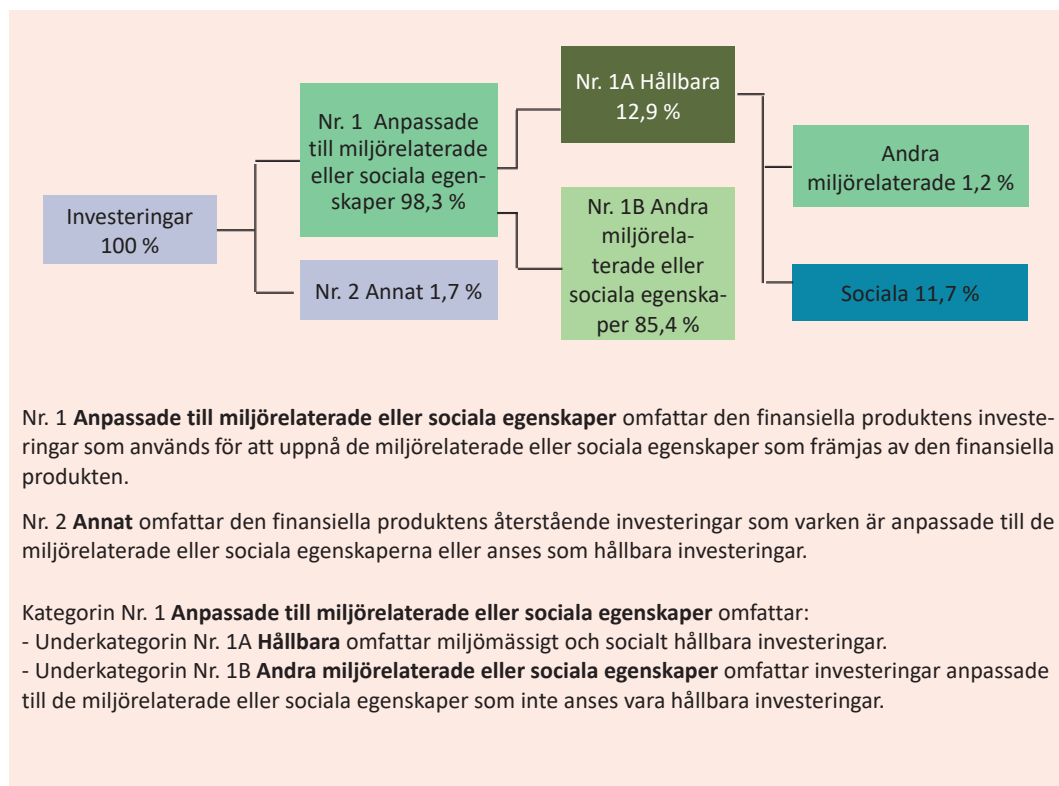 Investeringar
100 %
Nr. 1 Anpassade
till miljörelaterade
eller sociala egen-
skaper 98,3 %
Nr. 2 Annat 1,7 %
Nr. 1A Hållbara
12,9 %
Nr. 1B Andra
miljörela-
terade eller
sociala egenska-
per 85,4 %
Andra
miljörelaterade 1,2 %
Sociala 11,7 %
Nr. 1 Anpassade till miljörelaterade eller sociala egenskaper omfattar den finansiella produktens investe-
ringar som används för att uppnå de miljörelaterade eller sociala egenskaper som främjas av den finansiella
produkten.
Nr. 2 Annat omfattar den finansiella produktens återstående investeringar som varken är anpassade till de
miljörelaterade eller sociala egenskaperna eller anses som hållbara investeringar.
Kategorin Nr. 1 Anpassade till miljörelaterade eller sociala egenskaper omfattar:
- Underkategorin Nr. 1A Hållbara omfattar miljömässigt och socialt hållbara investeringar.
- Underkategorin Nr. 1B Andra miljörelaterade eller sociala egenskaper omfattar investeringar anpassade
till de miljörelaterade eller sociala egenskaper som inte anses vara hållbara investeringar.